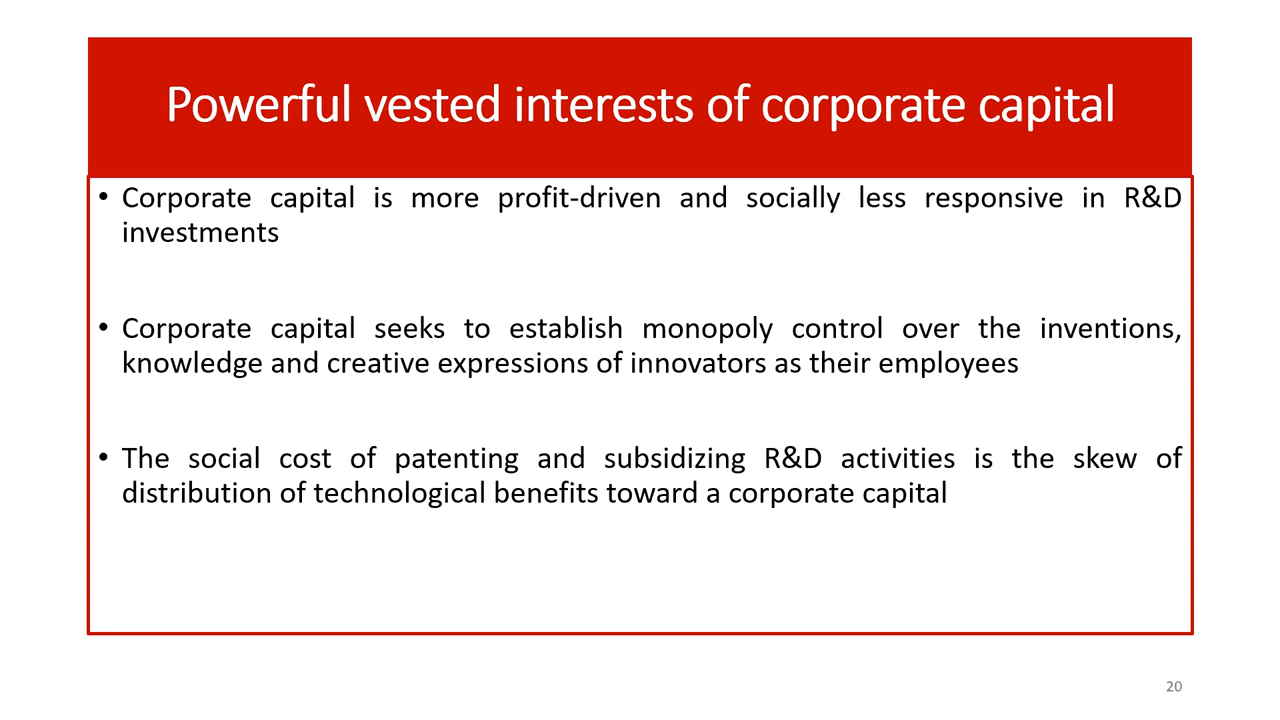 Powerful vested interests of corporate capital
• Corporate capital is more profit-driven and socially less responsive in R&D
investments
• Corporate capital seeks to establish monopoly control over the inventions,
knowledge and creative expressions of innovators as their employees
• The social cost of patenting and subsidizing R&D activities is the skew of
distribution of technological benefits toward a corporate capital
20